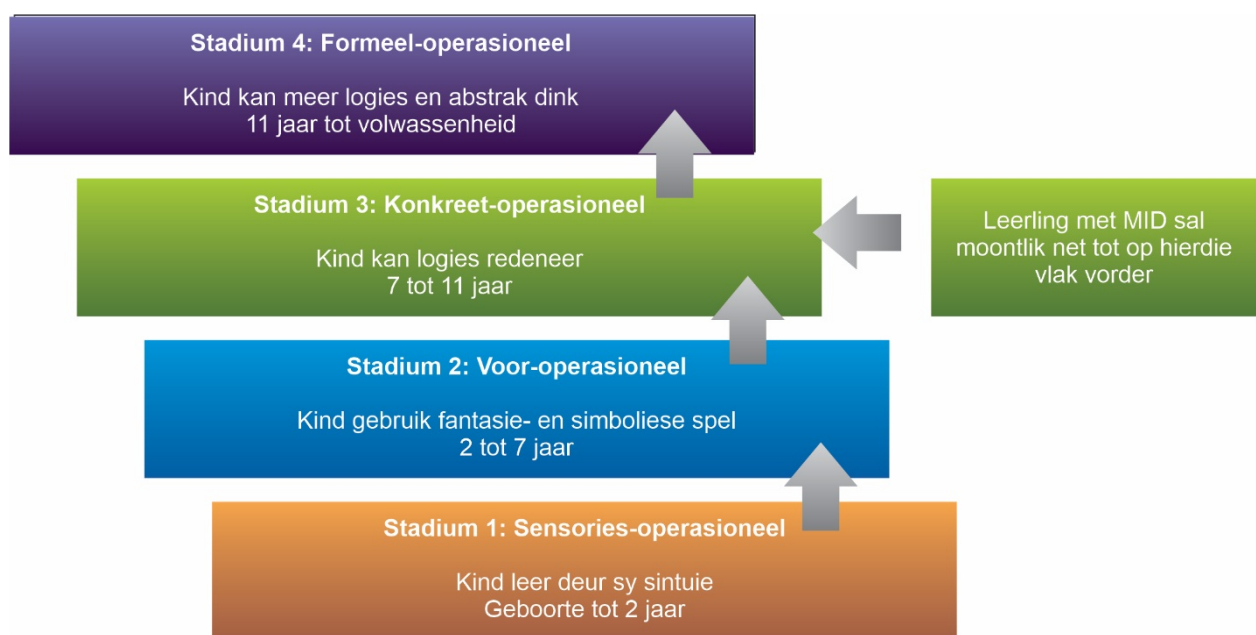 Stadium 4: Formeel-operasioneel
Kind kan meer logies en abstrak dink
11 jaar tot volwassenheid
Stadium 3: Konkreet-operasioneel
Kind kan logies redeneer
7 tot 11 jaar
Leerling met MID sal
moontlik net tot op hierdie
vlak vorder
Stadium 2: Voor-operasioneel
Kind gebruik fantasie- en simboliese spel
2 tot 7 jaar
Stadium 1: Sensories-operasioneel
Kind leer deur sy sintuie
Geboorte tot 2 jaar